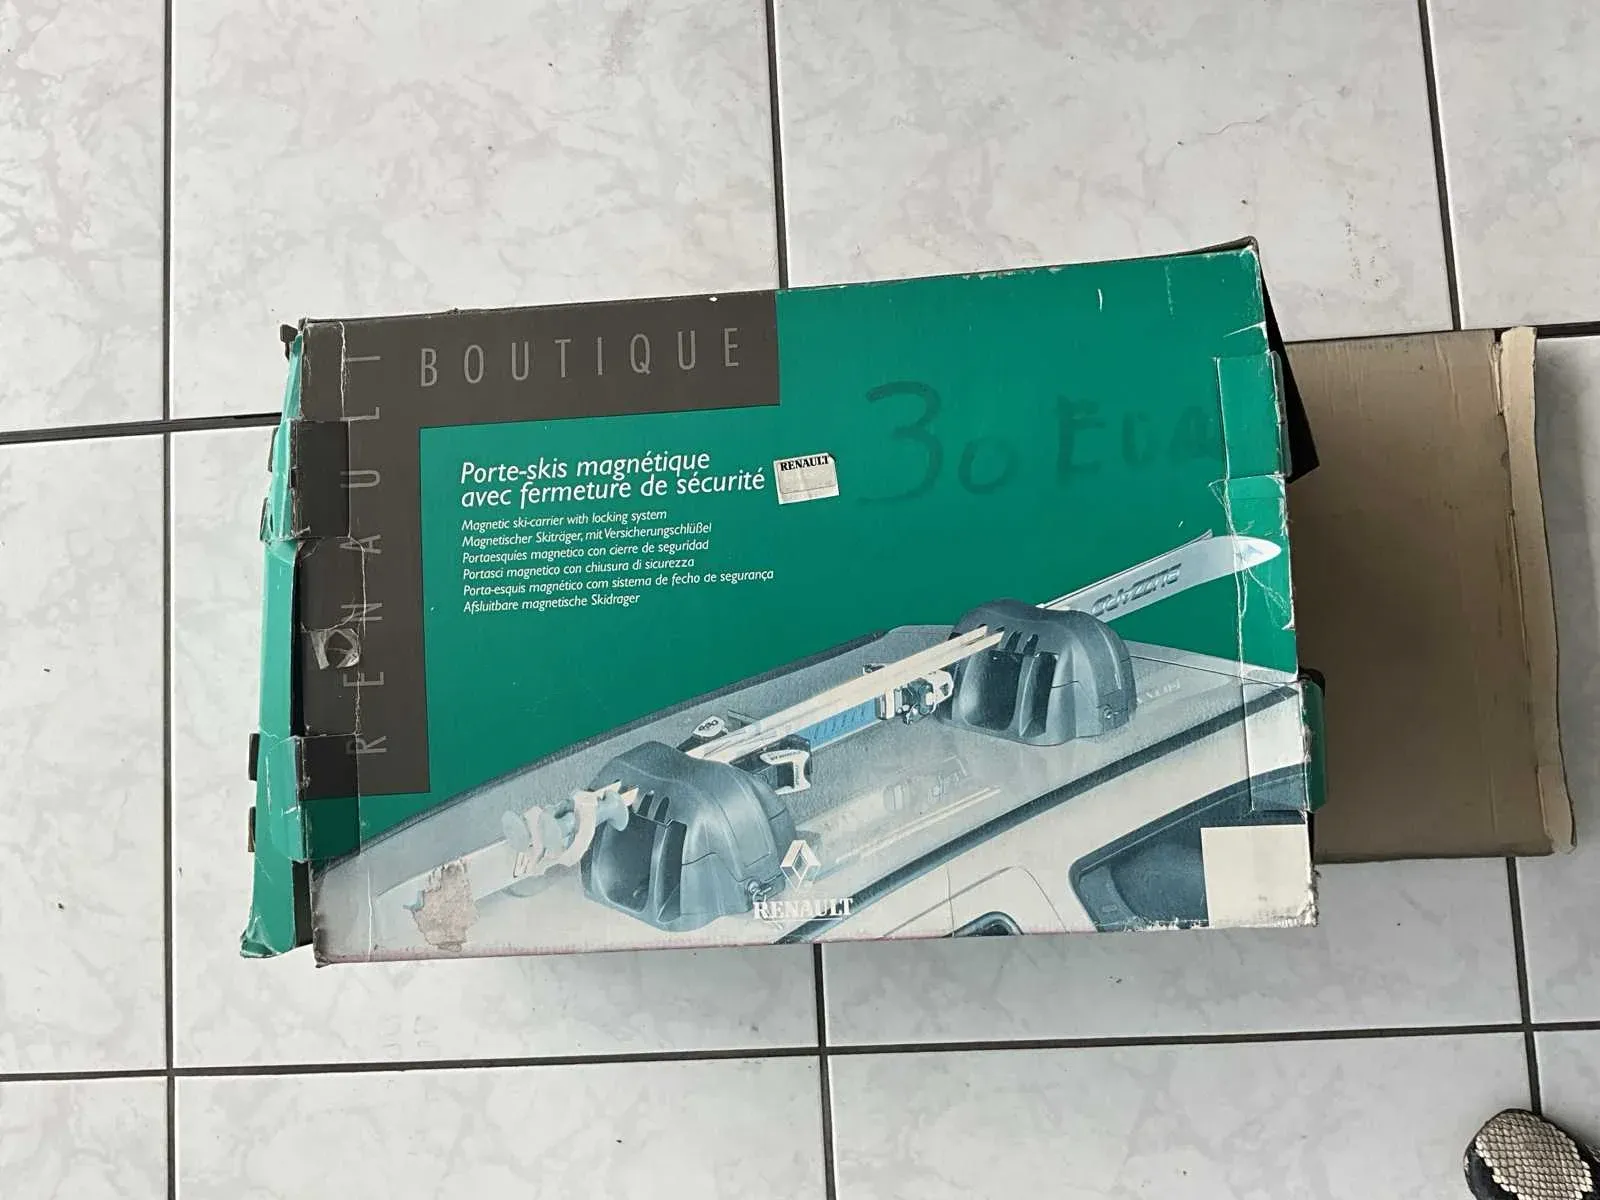 BOUTIQUE
RENAULT
Porte-skis magnétique
avec fermeture de sécurité
RENAULT
Magnetic ski-carrier with locking system
Magnetischer Skiträger, mit Versicherungschlüßel
Portaesquies magnetico con cierre de seguridad
Portasci magnetico con chiusura di sicurezza
Porta-esquis magnético com sistema de fecho de segurança
Afsluitbare magnetische Skidrager
30
RENAULT